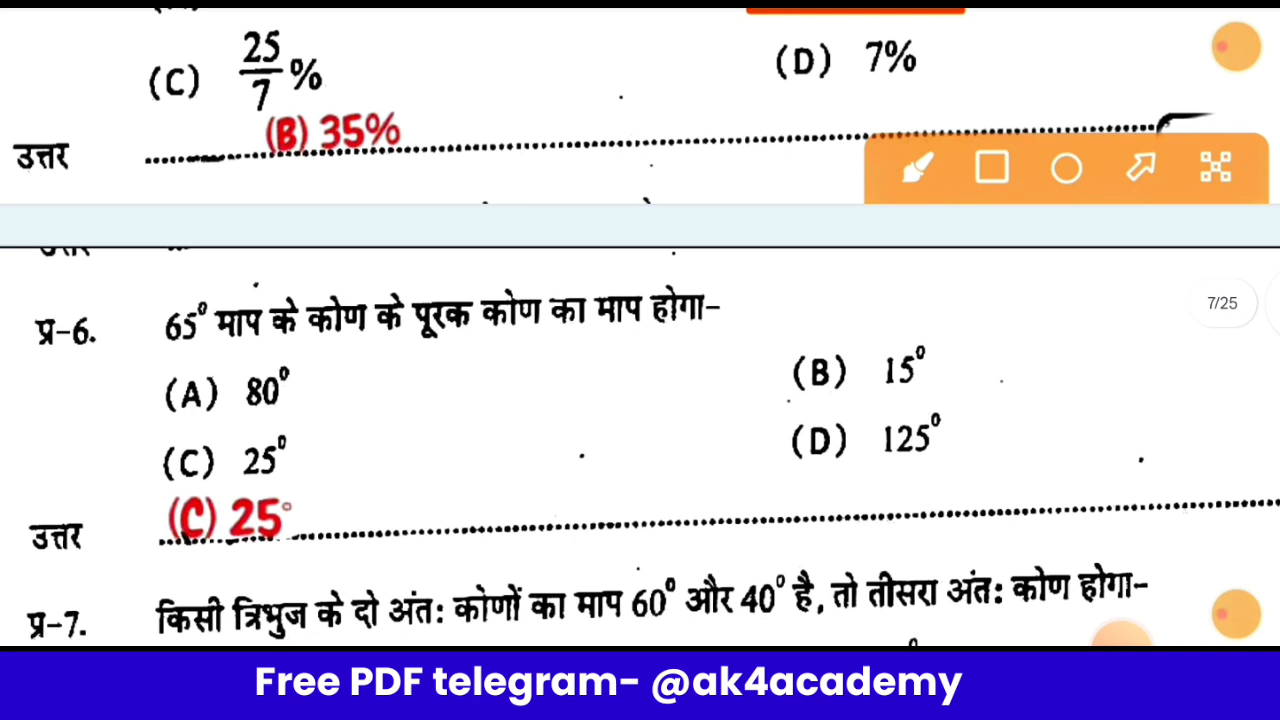 (C) 25/7 % (D) 7%
(B) 35%
उत्तर
7/25
प्र-6. 65° माप के कोण के पूरक कोण का माप होगा-
(A) 80° (B) 15°
(C) 25° (D) 125°
(C) 25°
उत्तर
प्र-7. किसी त्रिभुज के दो अंत: कोणों का माप 60° और 40° है, तो तीसरा अंत: कोण होगा-
Free PDF telegram- @ak4academy